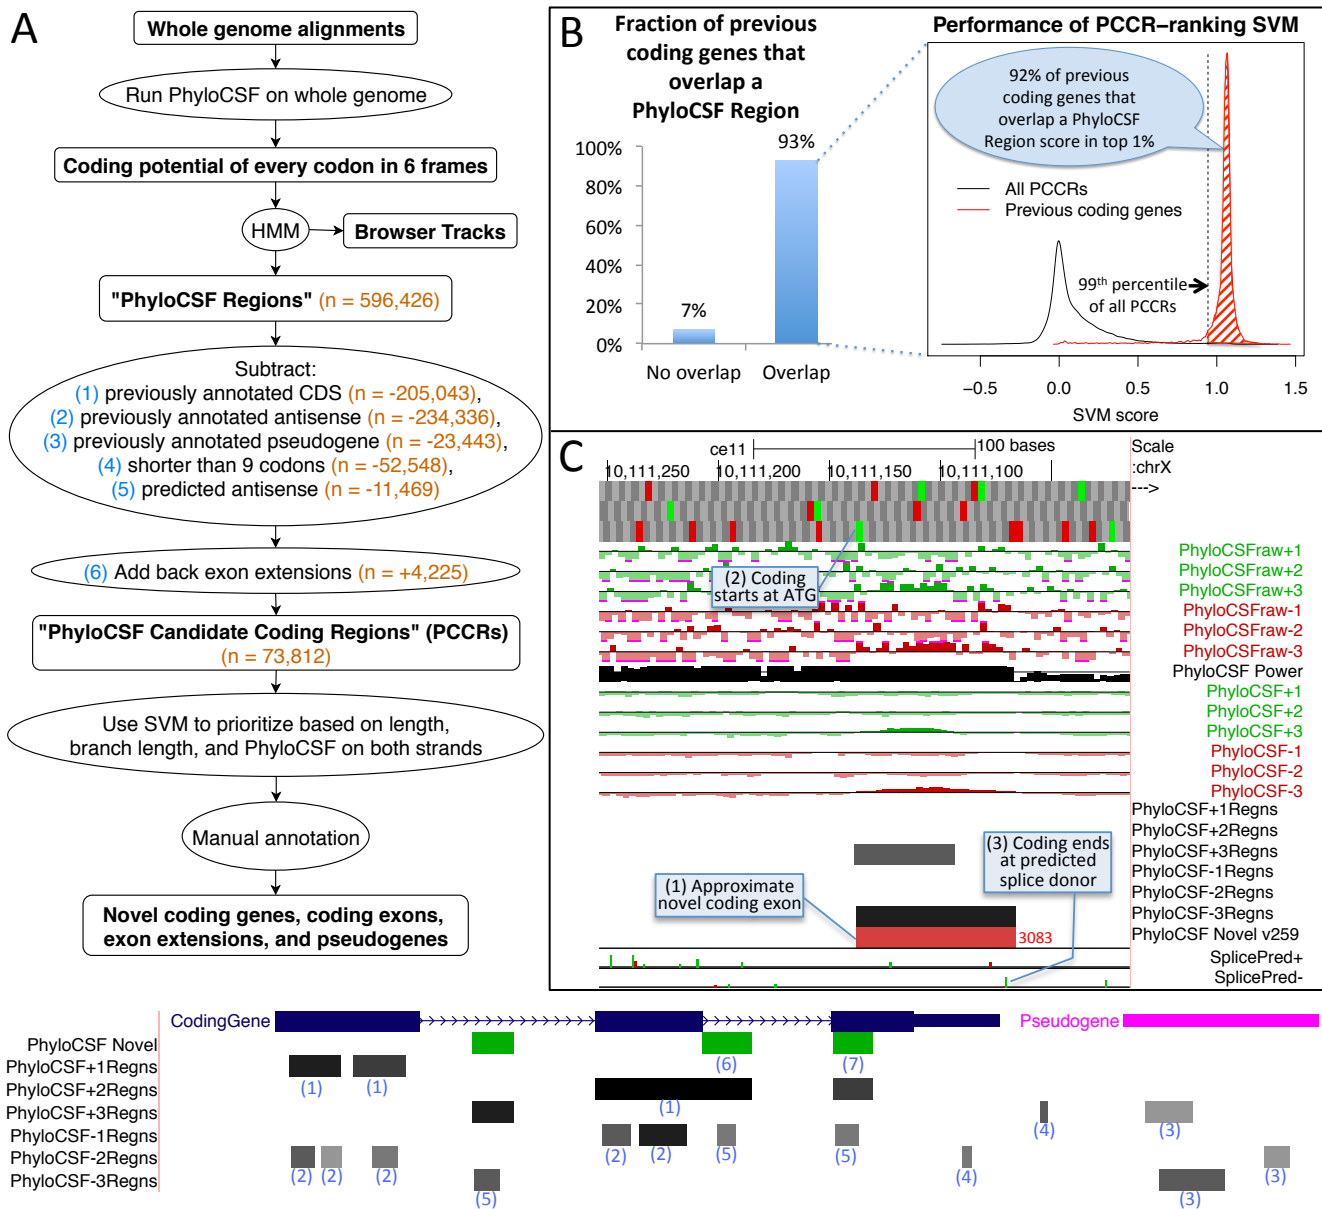 A
Whole genome alignments
Run PhyloCSF on whole genome
Coding potential of every codon in 6 frames
HMM
Browser Tracks
"PhyloCSF Regions" (n = 596,426)
Subtract:
(1) previously annotated CDS (n = -205,043),
(2) previously annotated antisense (n = -234,336),
(3) previously annotated pseudogene (n = -23,443),
(4) shorter than 9 codons (n = -52,548),
(5) predicted antisense (n = -11,469)
(6) Add back exon extensions (n = +4,225)
"PhyloCSF Candidate Coding Regions" (PCCRs)
(n = 73,812)
Use SVM to prioritize based on length,
branch length, and PhyloCSF on both strands
Manual annotation
Novel coding genes, coding exons,
exon extensions, and pseudogenes
B
Fraction of previous
coding genes that
overlap a
PhyloCSF Region
100%
80%
60%
40%
20%
0%
7%
93%
No overlap
Overlap
Performance of PCCR–ranking SVM
92% of previous
coding genes that
overlap a PhyloCSF
Region score in top 1%
All PCCRs
Previous coding genes
99th percentile
of all PCCRs
−0.5
0.0
0.5
1.0
1.5
SVM score
C
ce11
100 bases
Scale
10,111,250
10,111,200
10,111,150
10,111,100
:chrX
--->
PhyloCSFraw+1
PhyloCSFraw+2
(2) Coding
starts at ATG
PhyloCSFraw+3
PhyloCSFraw-1
PhyloCSFraw-2
PhyloCSFraw-3
PhyloCSF Power
PhyloCSF+1
PhyloCSF+2
PhyloCSF+3
PhyloCSF-1
PhyloCSF-2
PhyloCSF-3
PhyloCSF+1Regns
PhyloCSF+2Regns
(3) Coding ends
at predicted
splice donor
PhyloCSF+3Regns
PhyloCSF-1Regns
(1) Approximate
novel coding exon
PhyloCSF-2Regns
PhyloCSF-3Regns
3083
PhyloCSF Novel v259
SplicePred+
SplicePred-
CodingGene
Pseudogene
PhyloCSF Novel
(6)
(7)
PhyloCSF+1Regns
(1)
(1)
PhyloCSF+2Regns
(1)
PhyloCSF+3Regns
(4)
(3)
PhyloCSF-1Regns
(2)
(2)
(5)
(5)
PhyloCSF-2Regns
(2)
(2)
(2)
(4)
(3)
PhyloCSF-3Regns
(5)
(3)